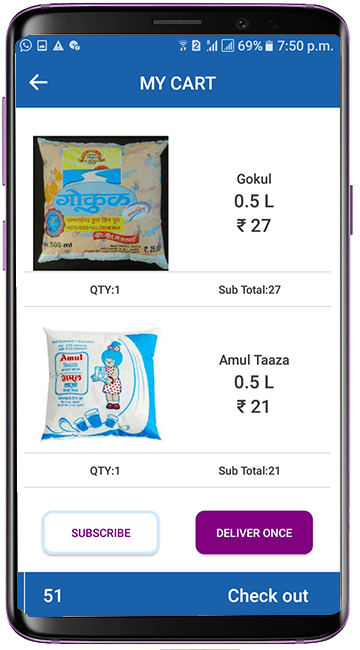 69% 7:50 p.m.
MY CART
गोकुळ
500 ml
Gokul
0.5 L
₹ 27
QTY:1 Sub Total:27
Amul
Taaza
अमूल
ताज़ा
Amul Taaza
0.5 L
₹ 21
QTY:1 Sub Total:21
SUBSCRIBE DELIVER ONCE
51 Check out